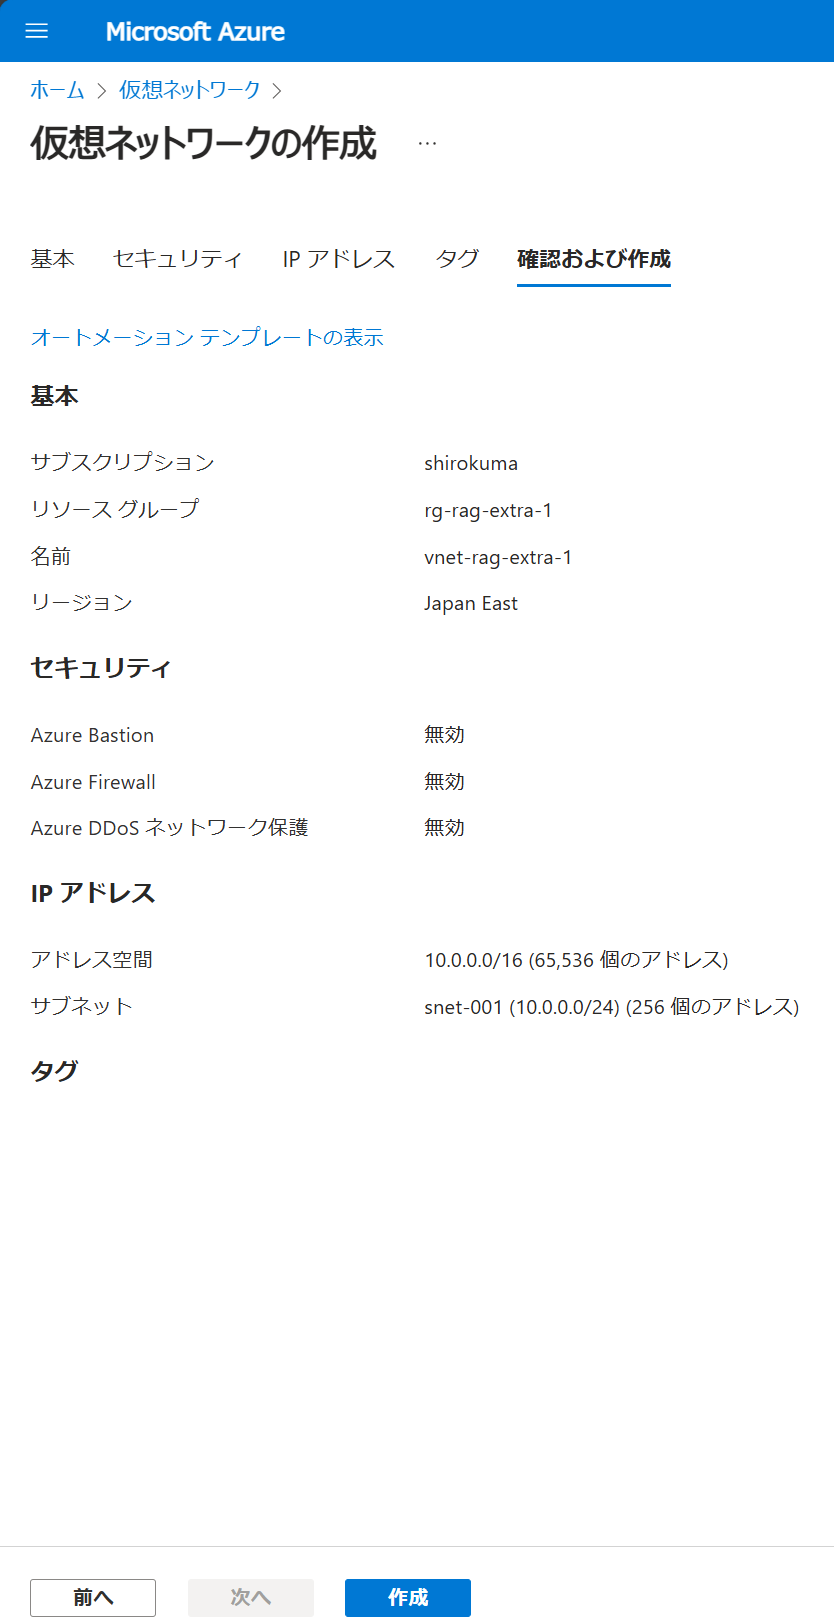 Microsoft Azure
ホーム > 仮想ネットワーク >
仮想ネットワークの作成 ...
基本 セキュリティ IP アドレス タグ 確認および作成
オートメーション テンプレートの表示
基本
サブスクリプション shirokuma
リソース グループ rg-rag-extra-1
名前 vnet-rag-extra-1
リージョン Japan East
セキュリティ
Azure Bastion 無効
Azure Firewall 無効
Azure DDoS ネットワーク保護 無効
IP アドレス
アドレス空間 10.0.0.0/16 (65,536 個のアドレス)
サブネット snet-001 (10.0.0.0/24) (256 個のアドレス)
タグ
前へ 次へ 作成